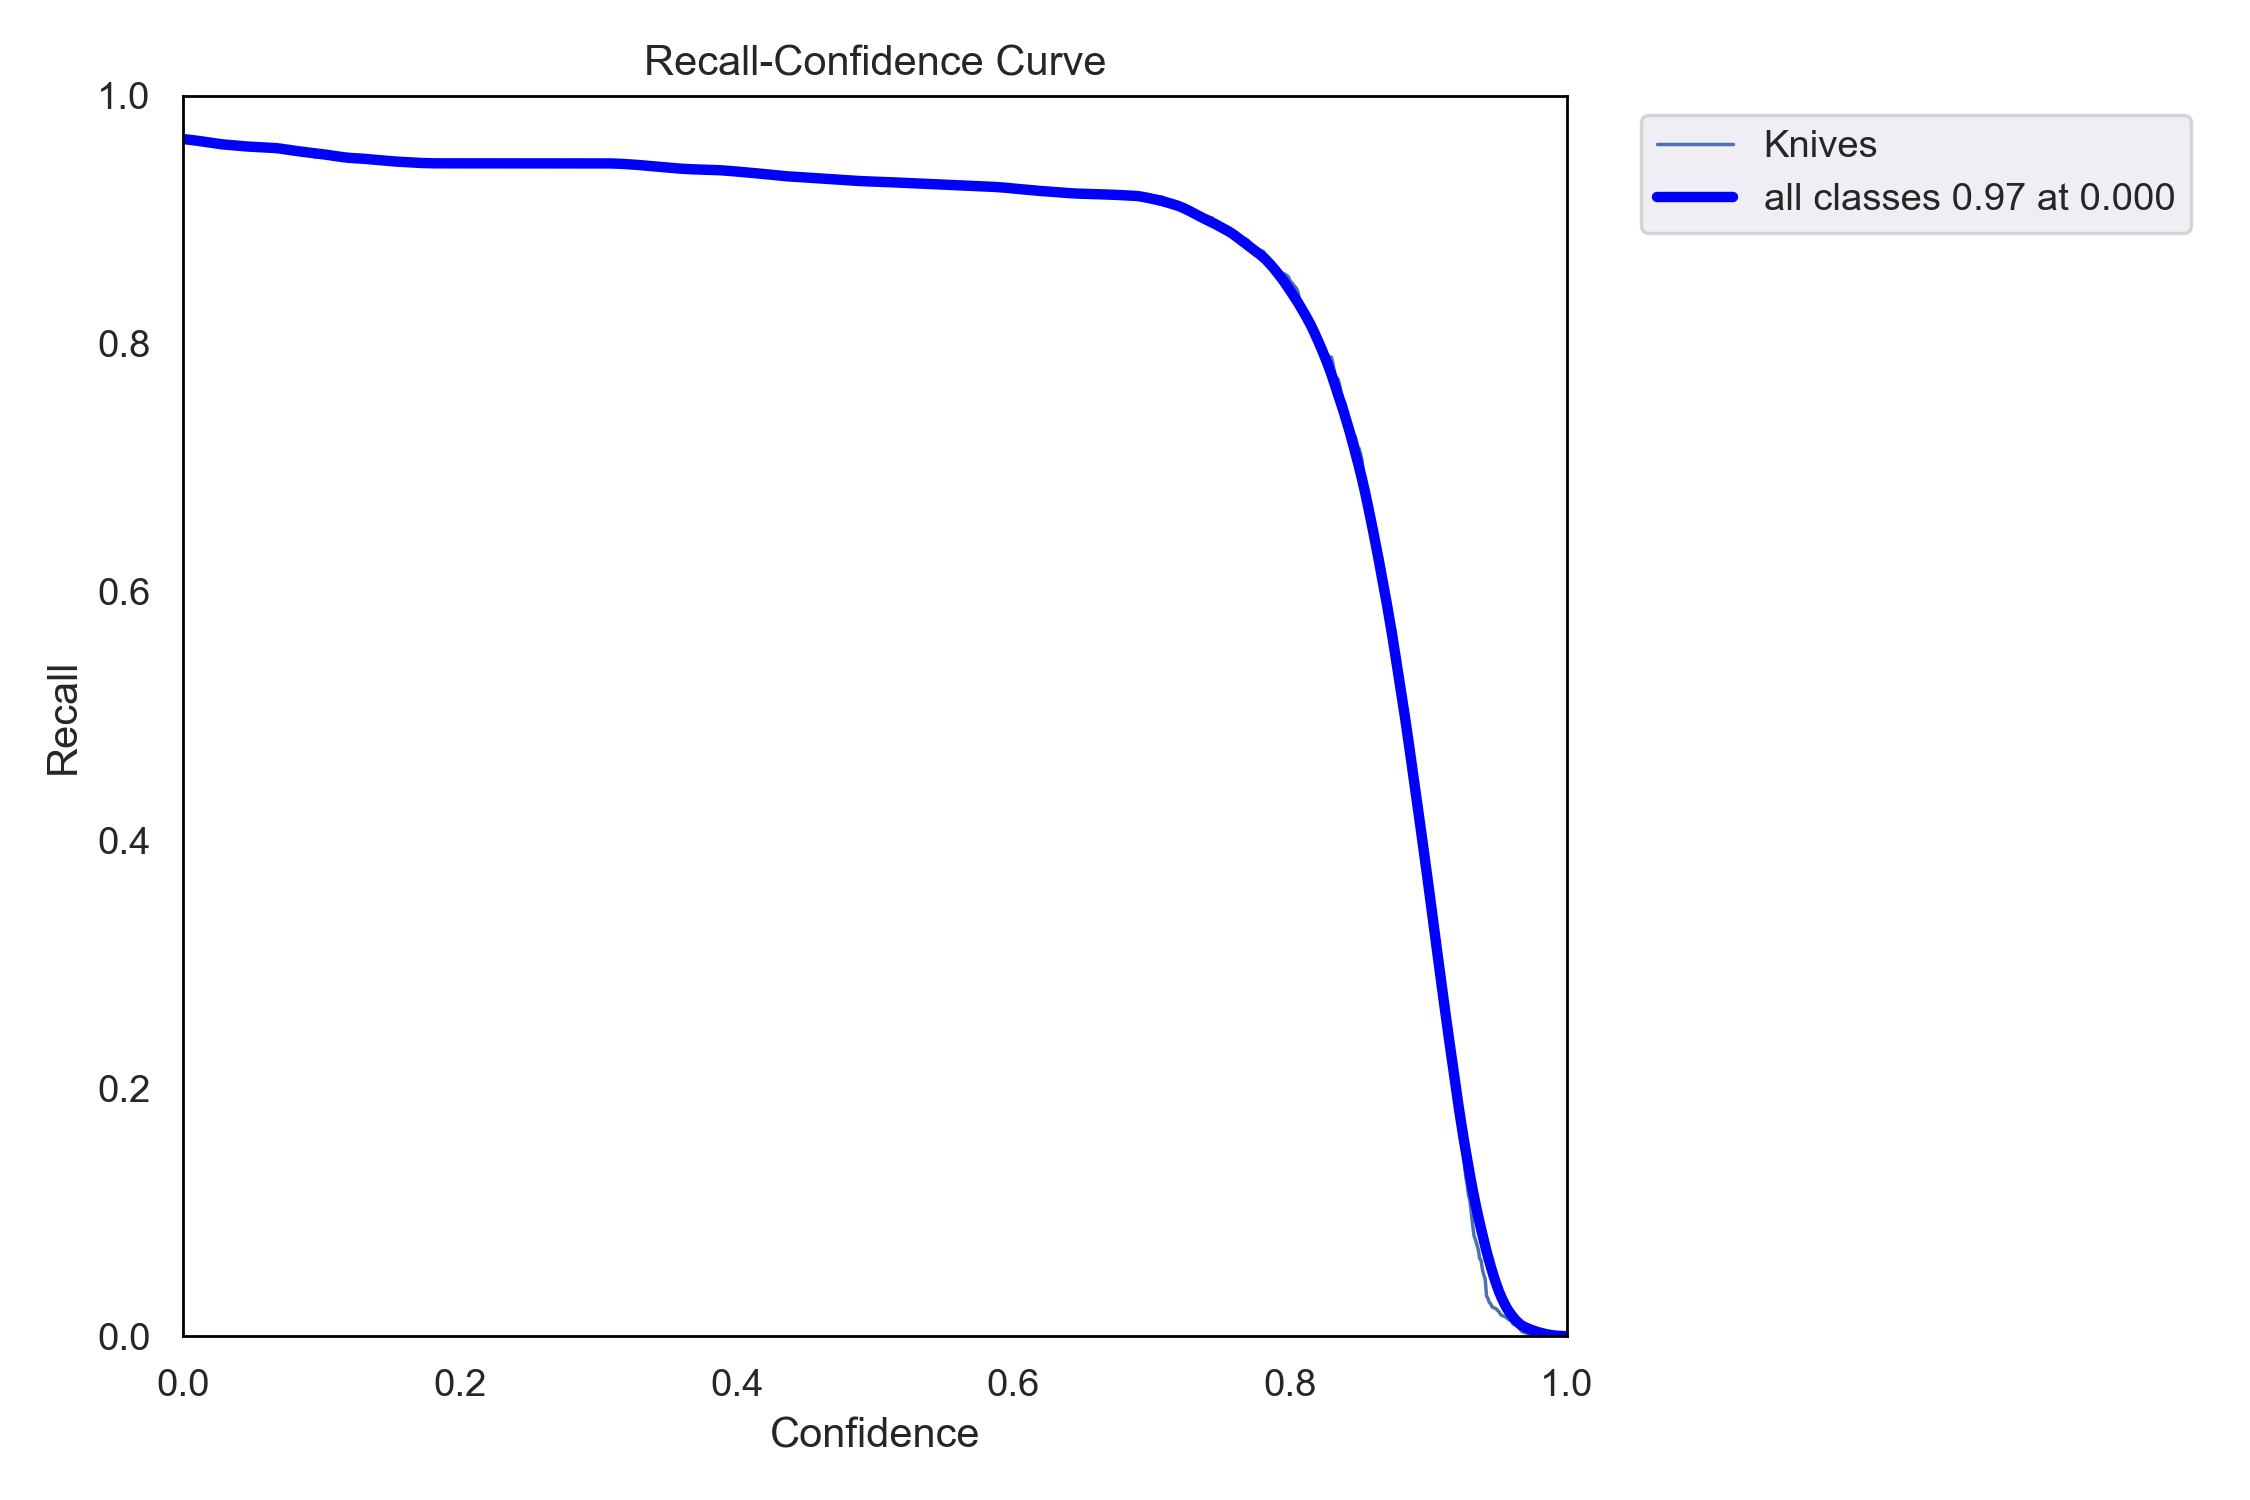 Recall-Confidence Curve
1.0
0.8
0.6
0.4
0.2
0.0
Recall
0.0 0.2 0.4 0.6 0.8 1.0
Confidence
Knives
all classes 0.97 at 0.000